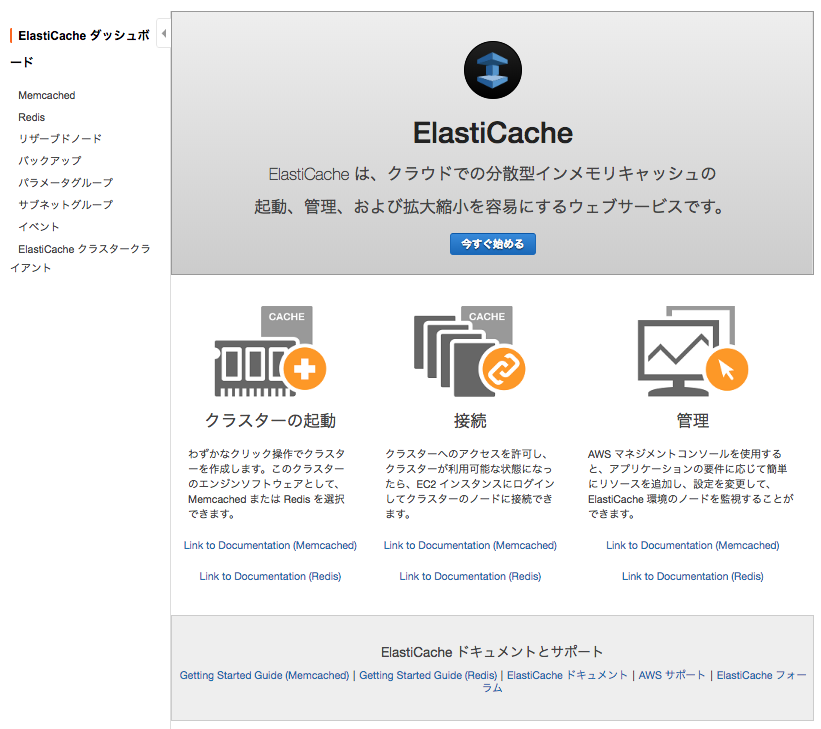 ElastiCache ダッシュボ
ード
Memcached
Redis
リザーブドノード
バックアップ
パラメータグループ
サブネットグループ
イベント
ElastiCache クラスタークラ
イアント
ElastiCache
ElastiCache は、クラウドでの分散型インメモリキャッシュの
起動、管理、および拡大縮小を容易にするウェブサービスです。
今すぐ始める
CACHE
クラスターの起動
わずかなクリック操作でクラスタ
ーを作成します。このクラスター
のエンジンソフトウェアとして、
Memcached または Redis を選択
できます。
Link to Documentation (Memcached)
Link to Documentation (Redis)
CACHE
接続
クラスターへのアクセスを許可し、
クラスターが利用可能な状態になっ
たら、EC2 インスタンスにログイン
してクラスターのノードに接続でき
ます。
Link to Documentation (Memcached)
Link to Documentation (Redis)
管理
AWS マネジメントコンソールを使用する
と、アプリケーションの要件に応じて簡単
にリソースを追加し、設定を変更して、
ElastiCache 環境のノードを監視することが
できます。
Link to Documentation (Memcached)
Link to Documentation (Redis)
ElastiCache ドキュメントとサポート
Getting Started Guide (Memcached) | Getting Started Guide (Redis) | ElastiCache ドキュメント | AWS サポート | ElastiCache フォー
ラム